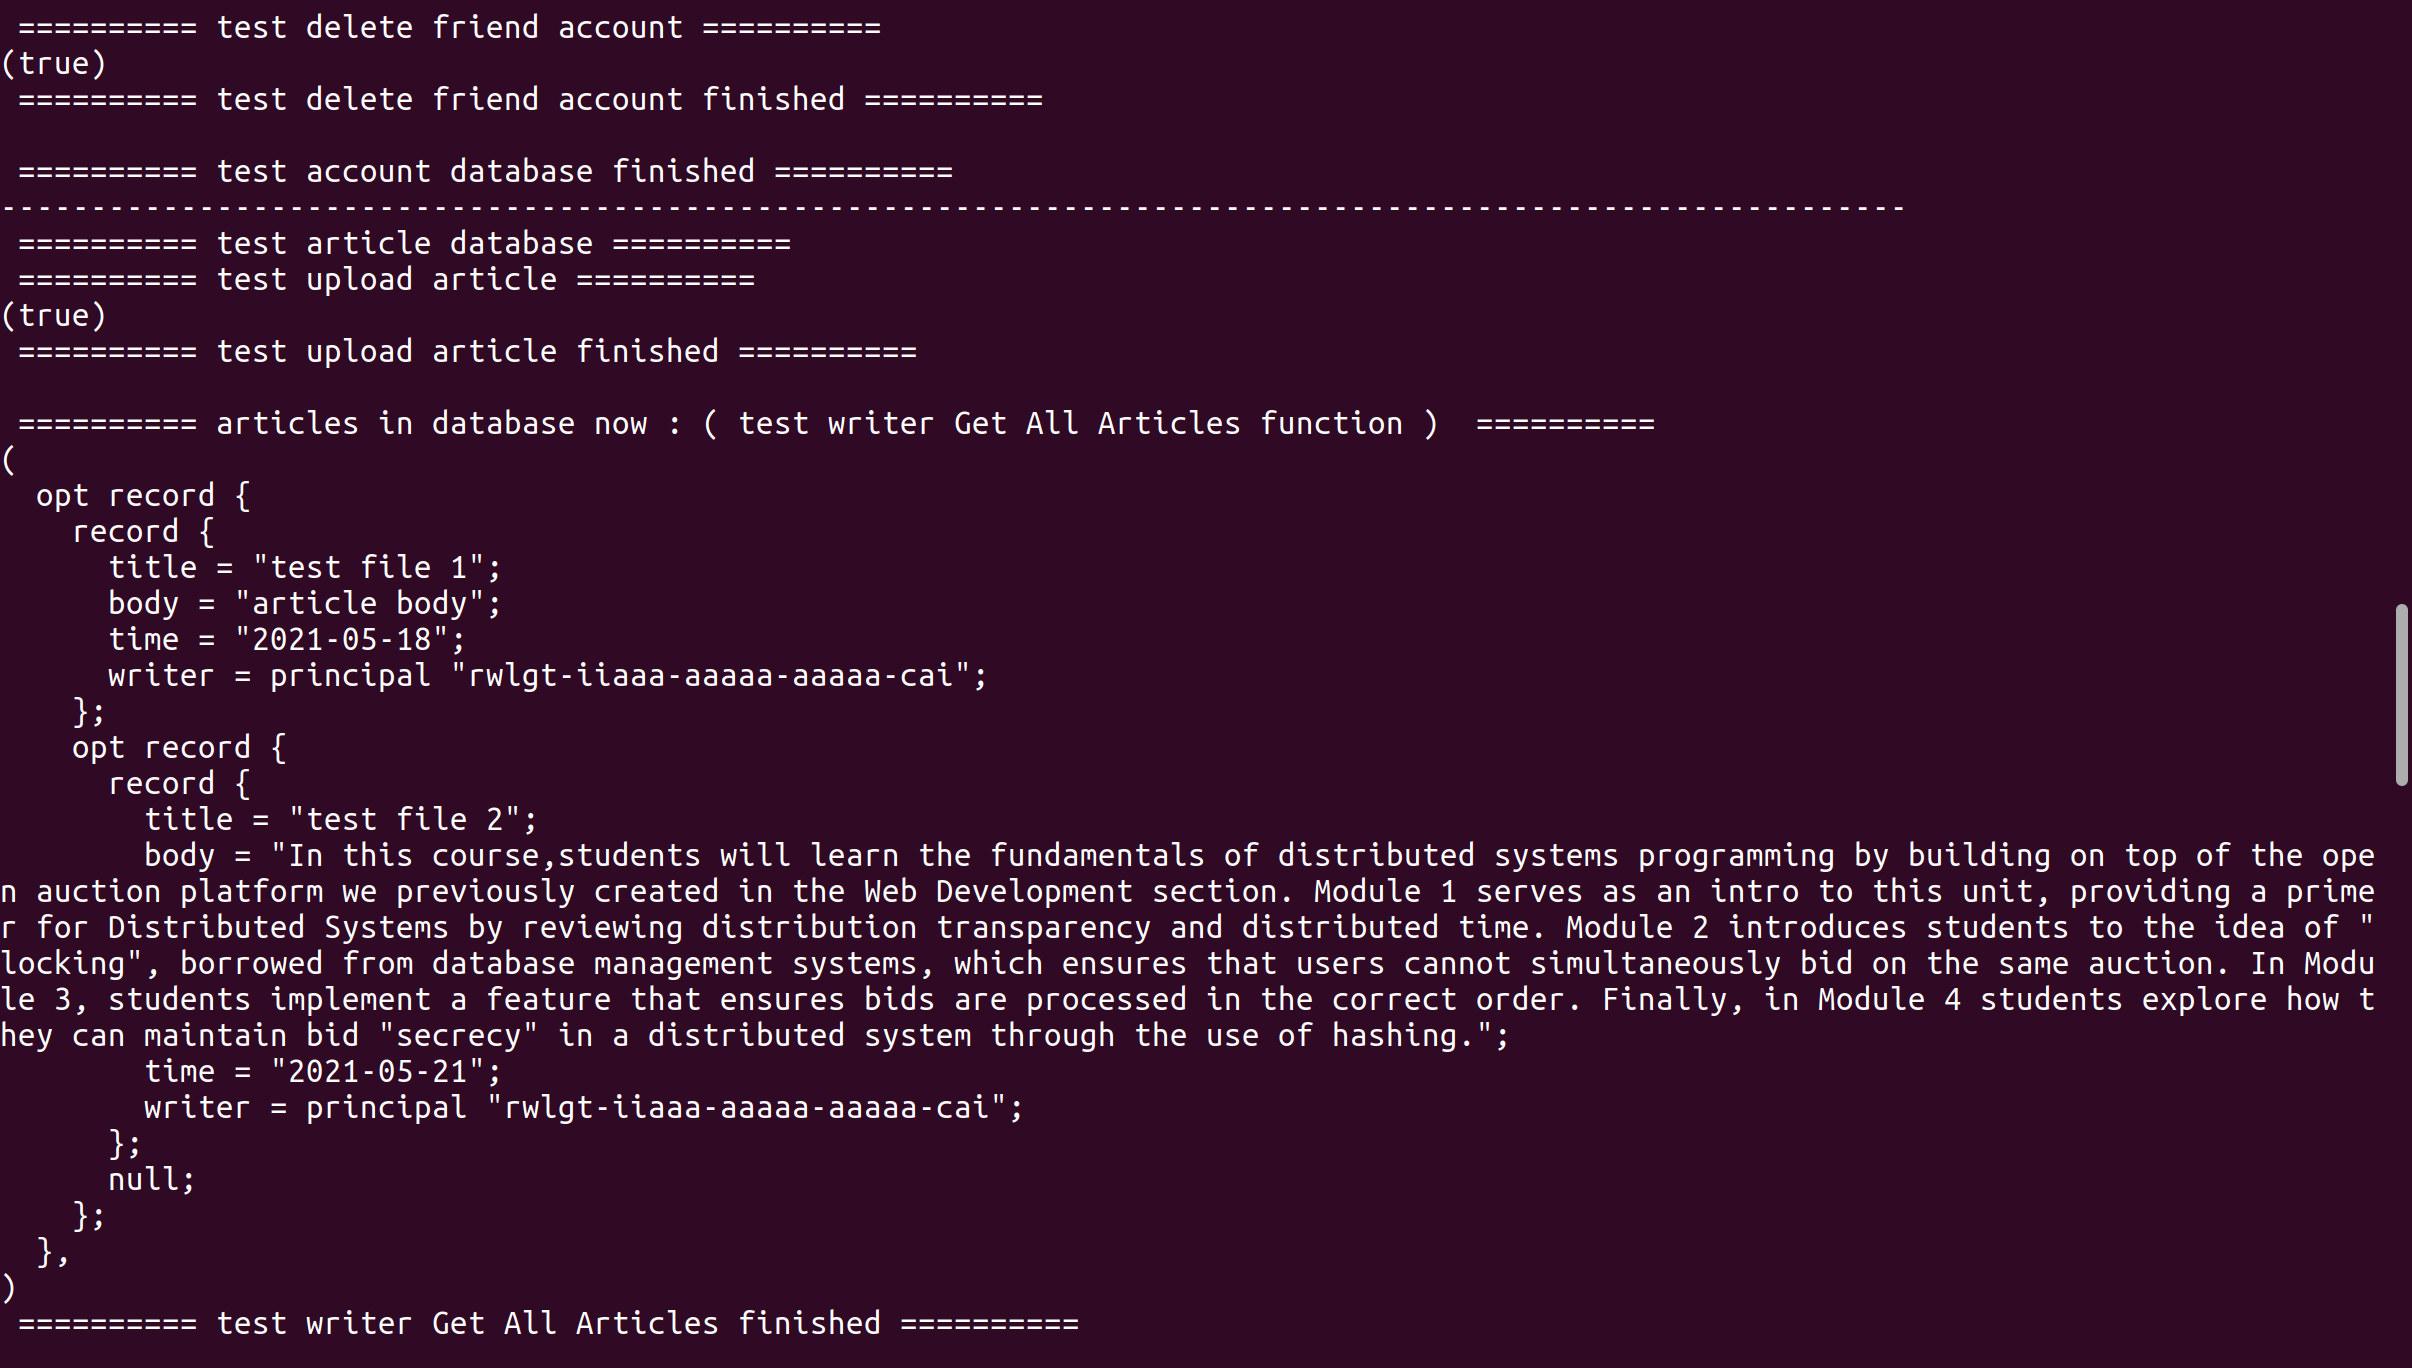 ========== test delete friend account ==========
(true)
 ========== test delete friend account finished ==========

 ========== test account database finished ==========
----------------------------------------------------------------------------------------------------------
 ========== test article database ==========
 ========== test upload article ==========
(true)
 ========== test upload article finished ==========

 ========== articles in database now : ( test writer Get All Articles function )  ==========
(
  opt record {
    record {
      title = "test file 1";
      body = "article body";
      time = "2021-05-18";
      writer = principal "rwlgt-iiaaa-aaaaa-aaaaa-cai";
    };
    opt record {
      record {
        title = "test file 2";
        body = "In this course,students will learn the fundamentals of distributed systems programming by building on top of the ope
n auction platform we previously created in the Web Development section. Module 1 serves as an intro to this unit, providing a prime
r for Distributed Systems by reviewing distribution transparency and distributed time. Module 2 introduces students to the idea of "
locking", borrowed from database management systems, which ensures that users cannot simultaneously bid on the same auction. In Modu
le 3, students implement a feature that ensures bids are processed in the correct order. Finally, in Module 4 students explore how t
hey can maintain bid "secrecy" in a distributed system through the use of hashing.";
        time = "2021-05-21";
        writer = principal "rwlgt-iiaaa-aaaaa-aaaaa-cai";
      };
      null;
    };
  },
)
 ========== test writer Get All Articles finished ==========